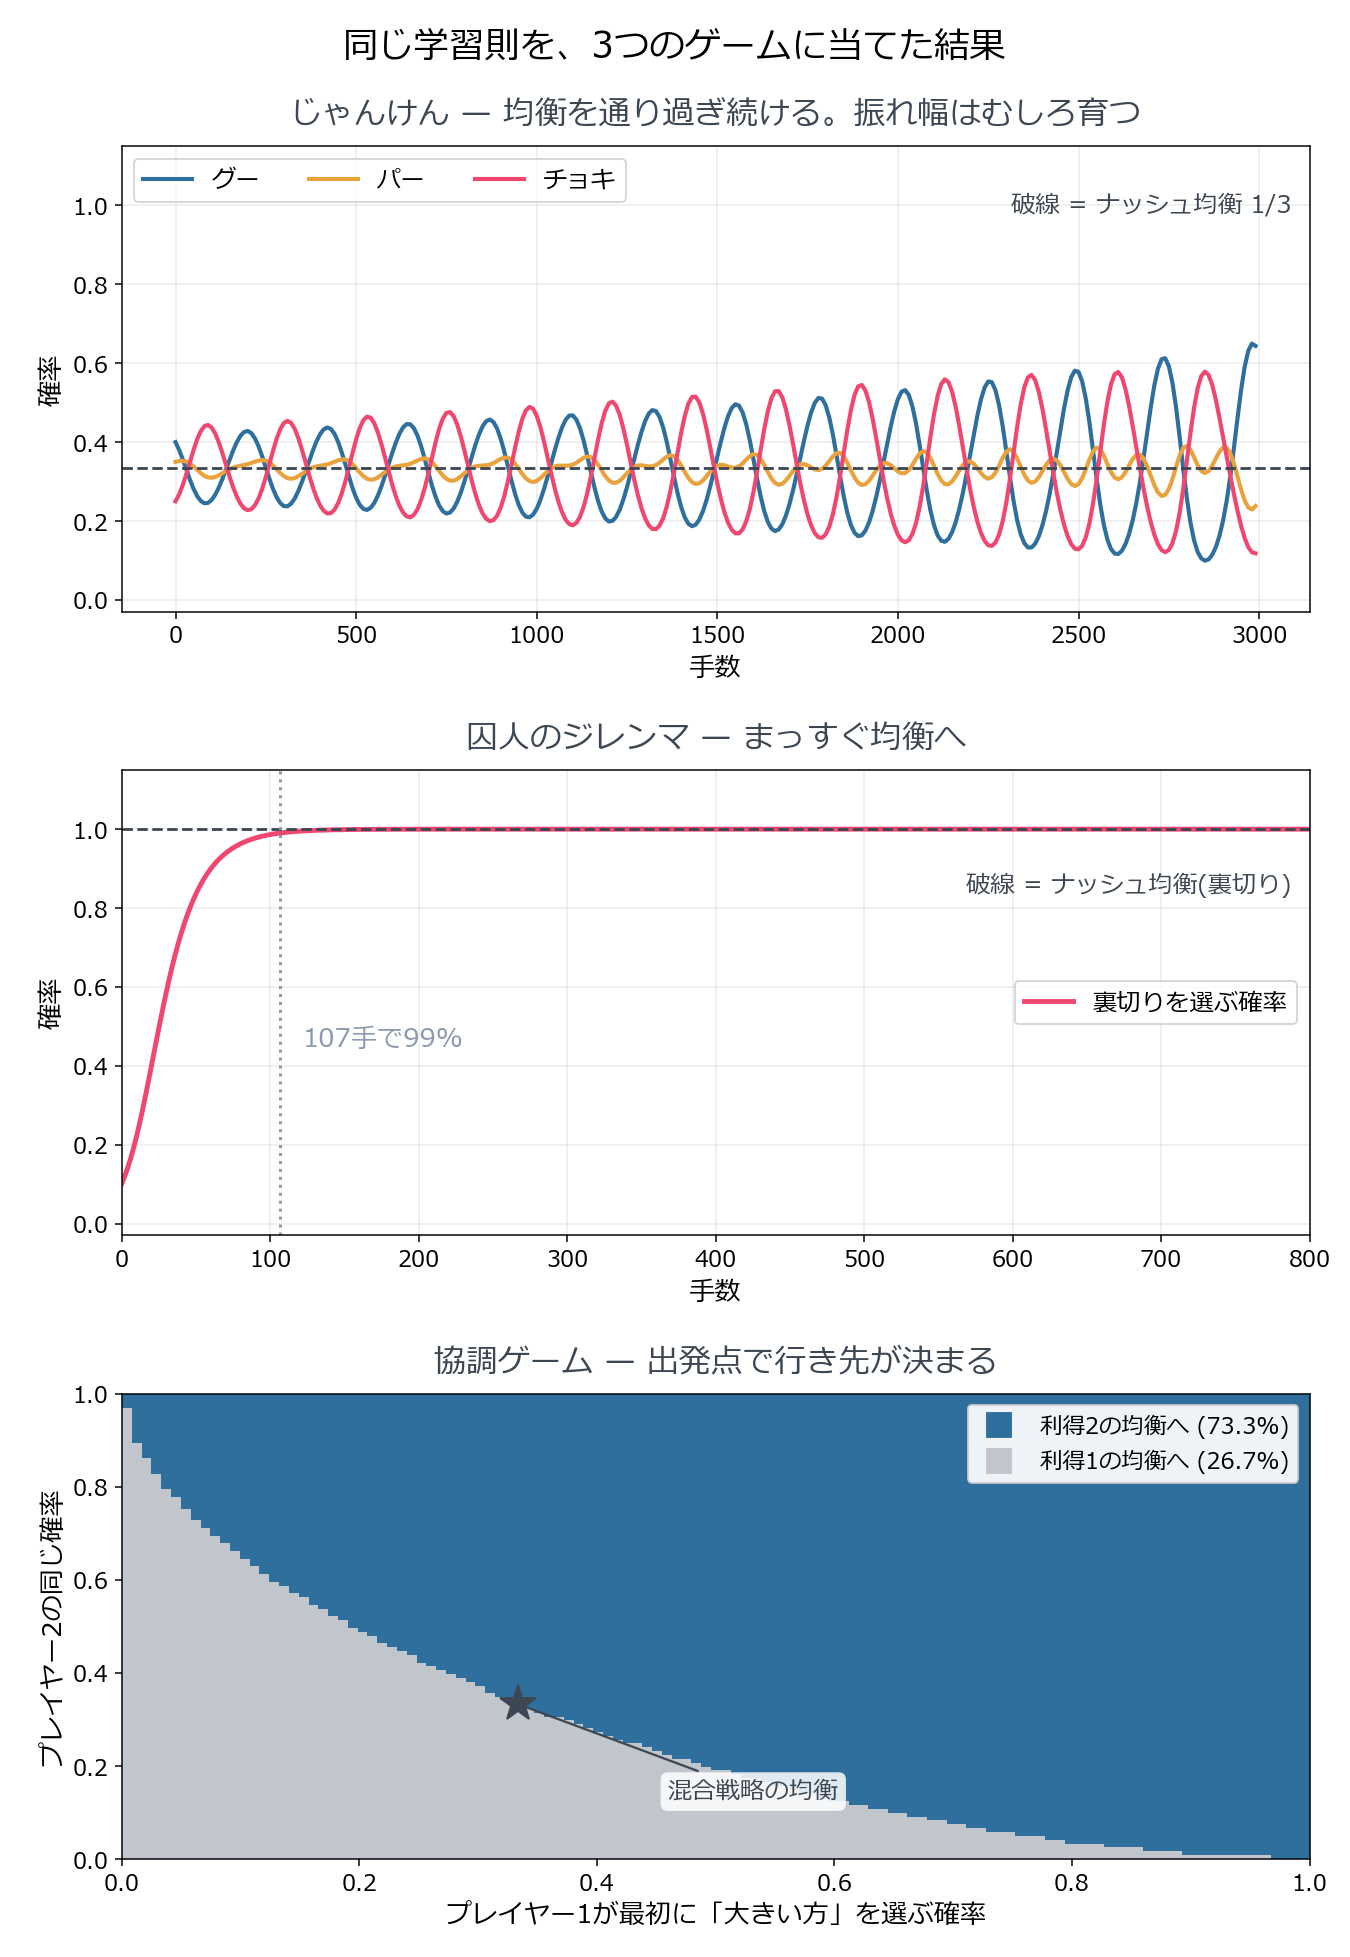 同じ学習則を、3つのゲームに当てた結果
じゃんけん — 均衡を通り過ぎ続ける。振れ幅はむしろ育つ
グー パー チョキ
破線 = ナッシュ均衡 1/3
1.0
0.8
0.6
0.4
0.2
0.0
確率
0 500 1000 1500 2000 2500 3000
手数
囚人のジレンマ — まっすぐ均衡へ
1.0
0.8
0.6
0.4
0.2
0.0
確率
破線 = ナッシュ均衡(裏切り)
裏切りを選ぶ確率
107手で99%
0 100 200 300 400 500 600 700 800
手数
協調ゲーム — 出発点で行き先が決まる
1.0
0.8
0.6
0.4
0.2
0.0
プレイヤー2の同じ確率
利得2の均衡へ (73.3%)
利得1の均衡へ (26.7%)
混合戦略の均衡
0.0 0.2 0.4 0.6 0.8 1.0
プレイヤー1が最初に「大きい方」を選ぶ確率